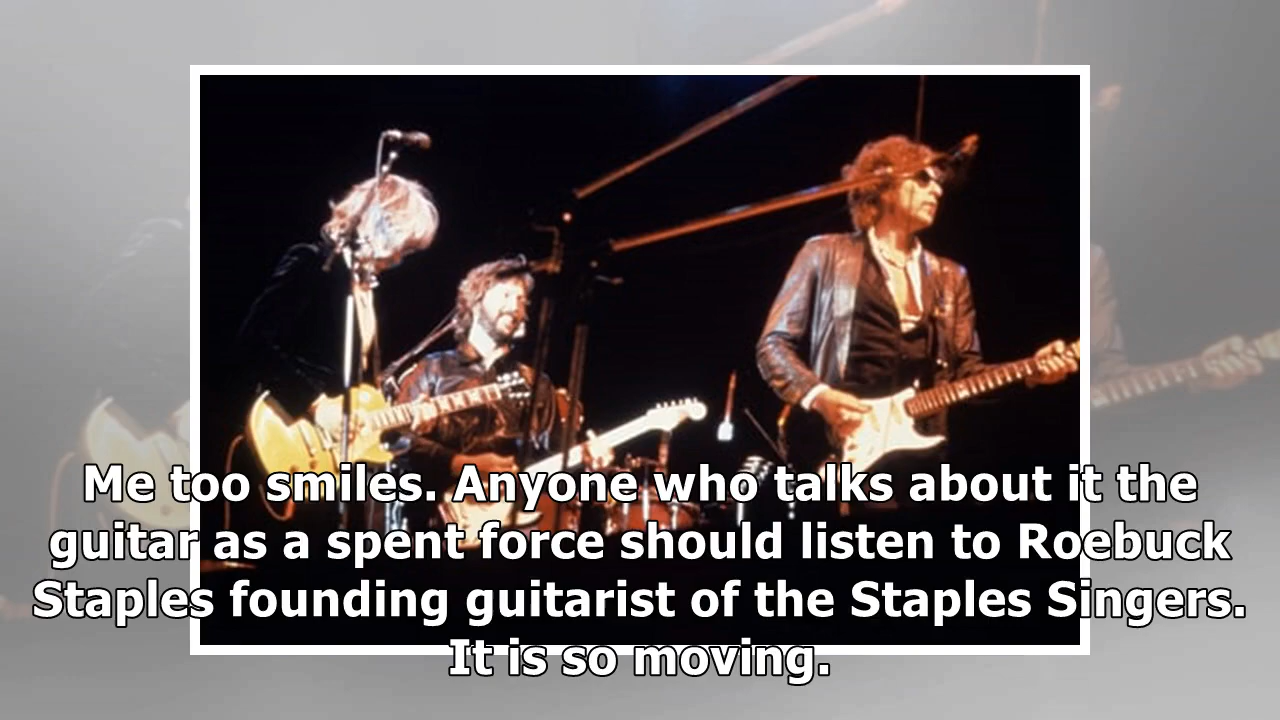 Me too smiles. Anyone who talks about it the
guitar as a spent force should listen to Roebuck
Staples founding guitarist of the Staples Singers.
It is so moving.